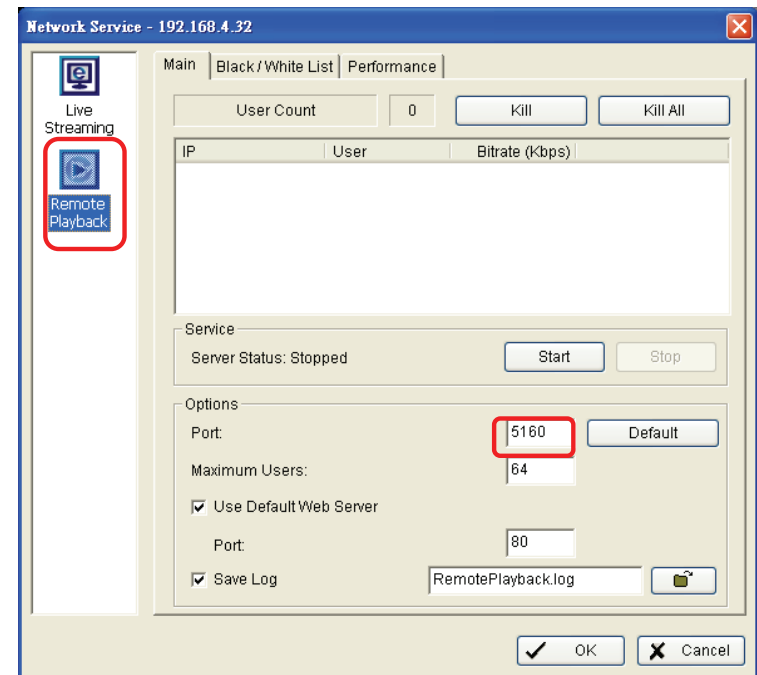 Network Service - 192.168.4.32
Live
Streaming
Remote
Playback
Main Black / White List Performance
User Count 0 Kill Kill All
IP User Bitrate (Kbps)
Service
Server Status: Stopped Start Stop
Options
Port: 5160 Default
Maximum Users: 64
Use Default Web Server
Port: 80
Save Log RemotePlayback.log
OK Cancel